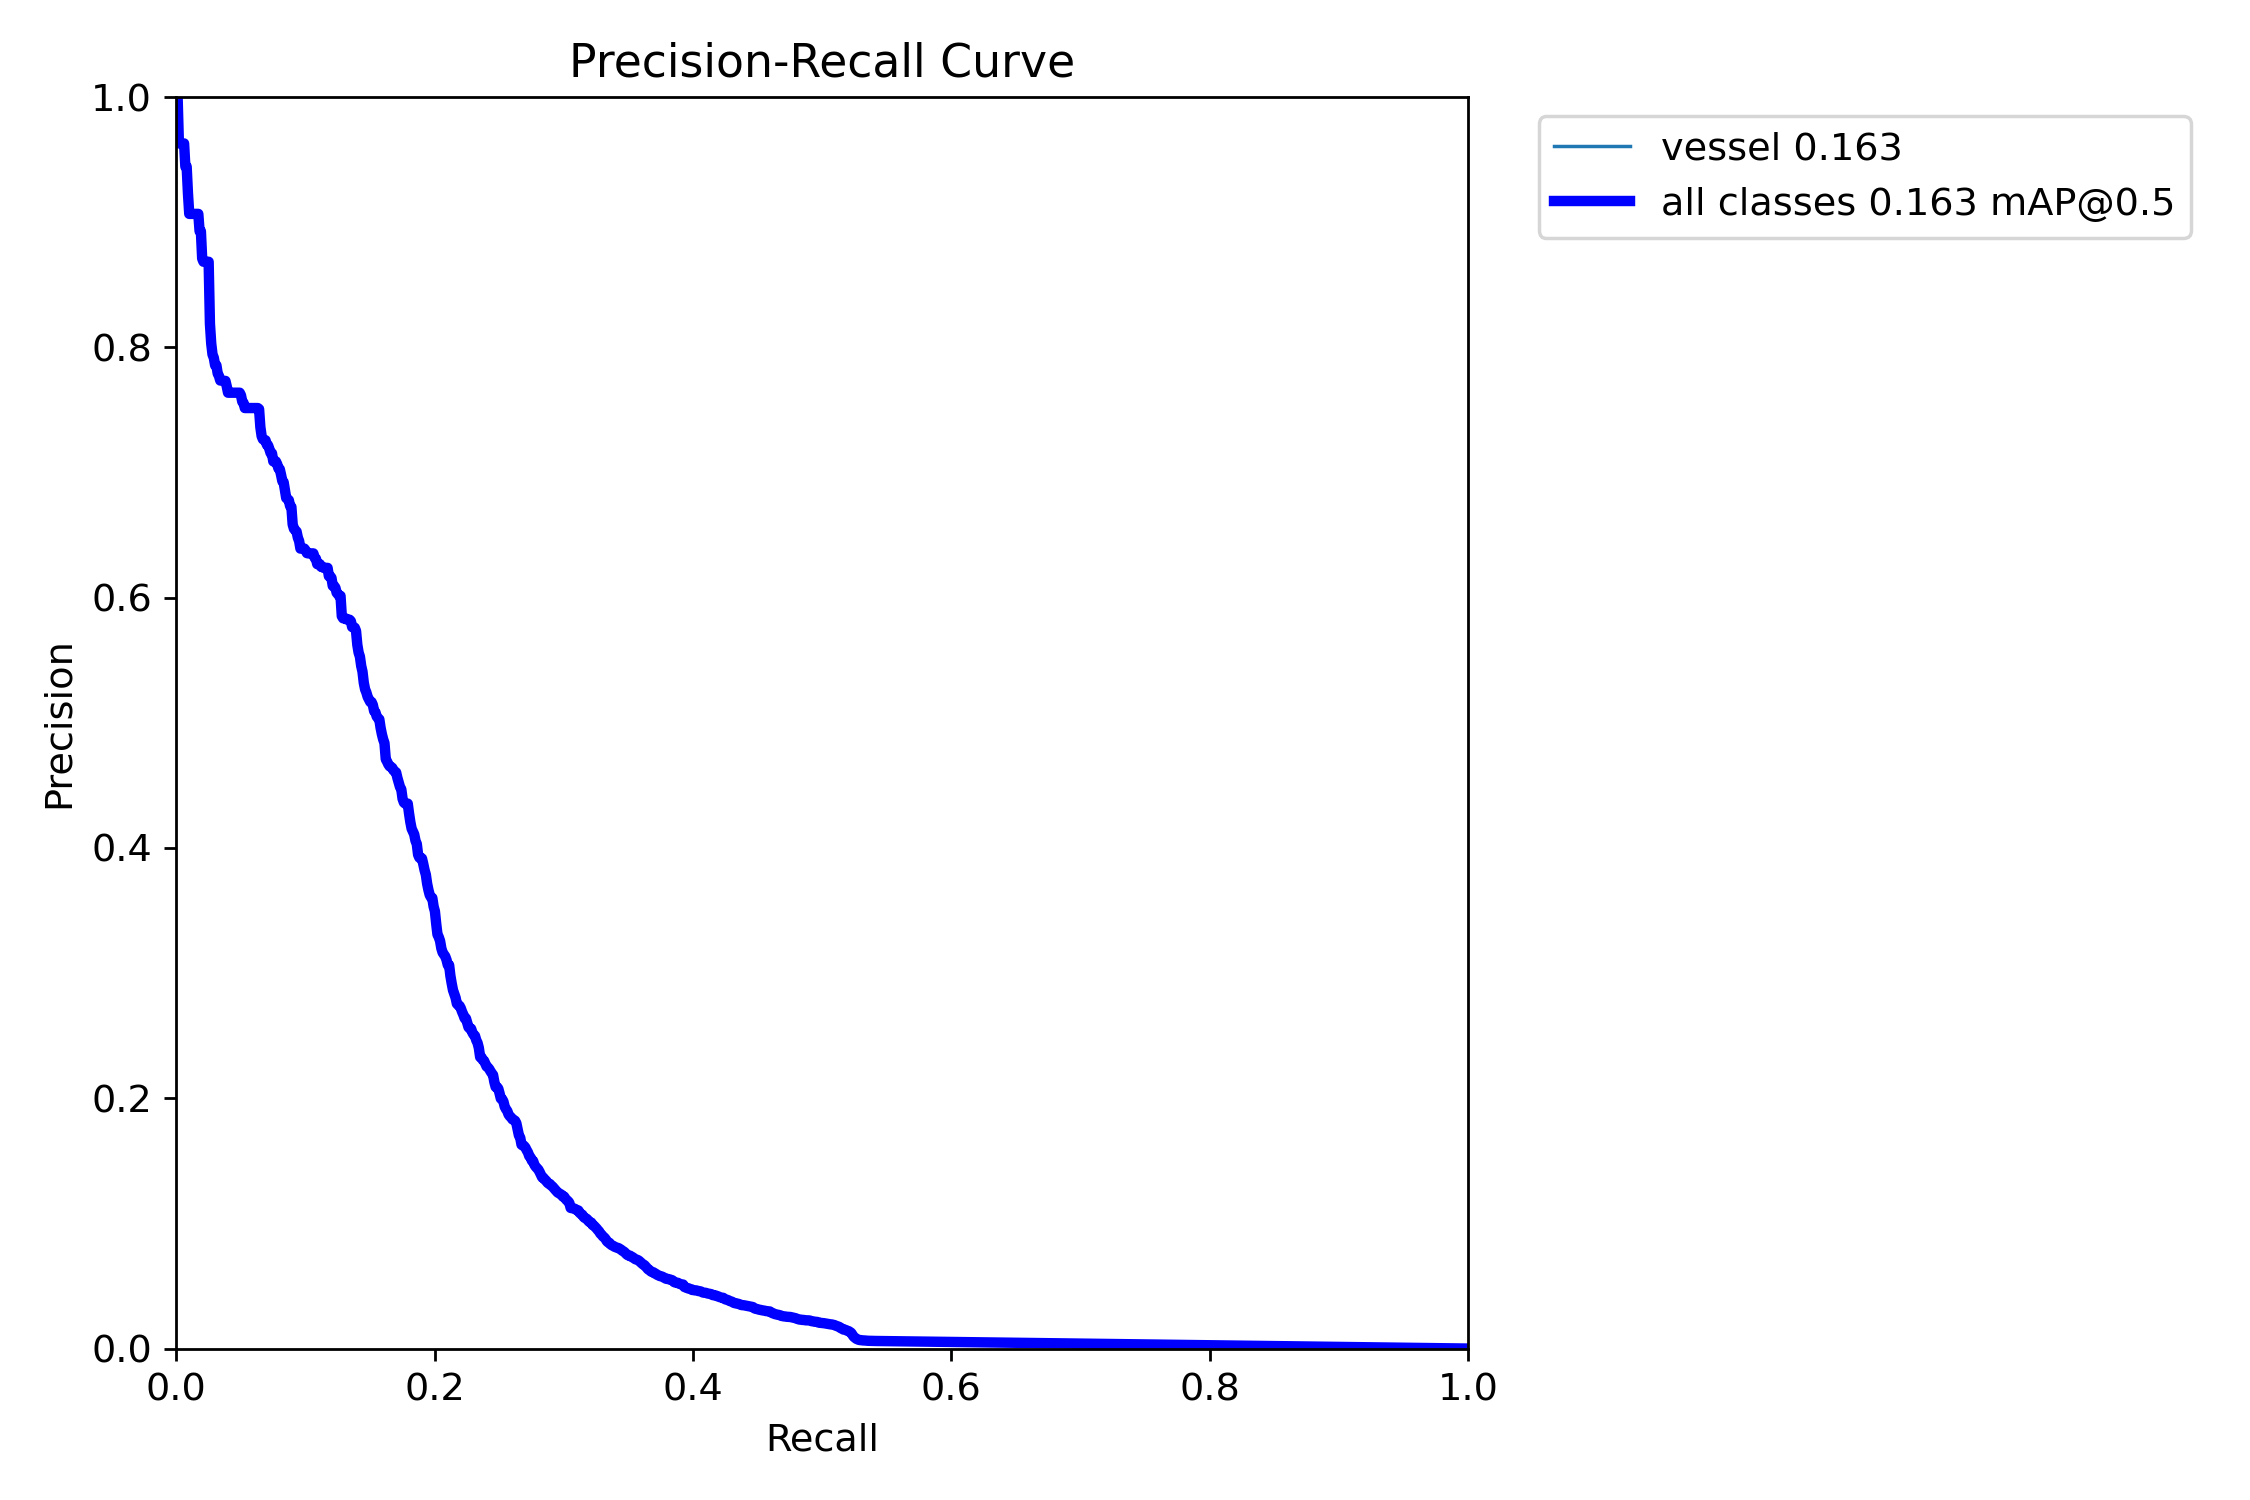 Precision-Recall Curve
vessel 0.163
all classes 0.163 mAP@0.5
1.0
0.8
0.6
0.4
0.2
0.0
Precision
0.0 0.2 0.4 0.6 0.8 1.0
Recall